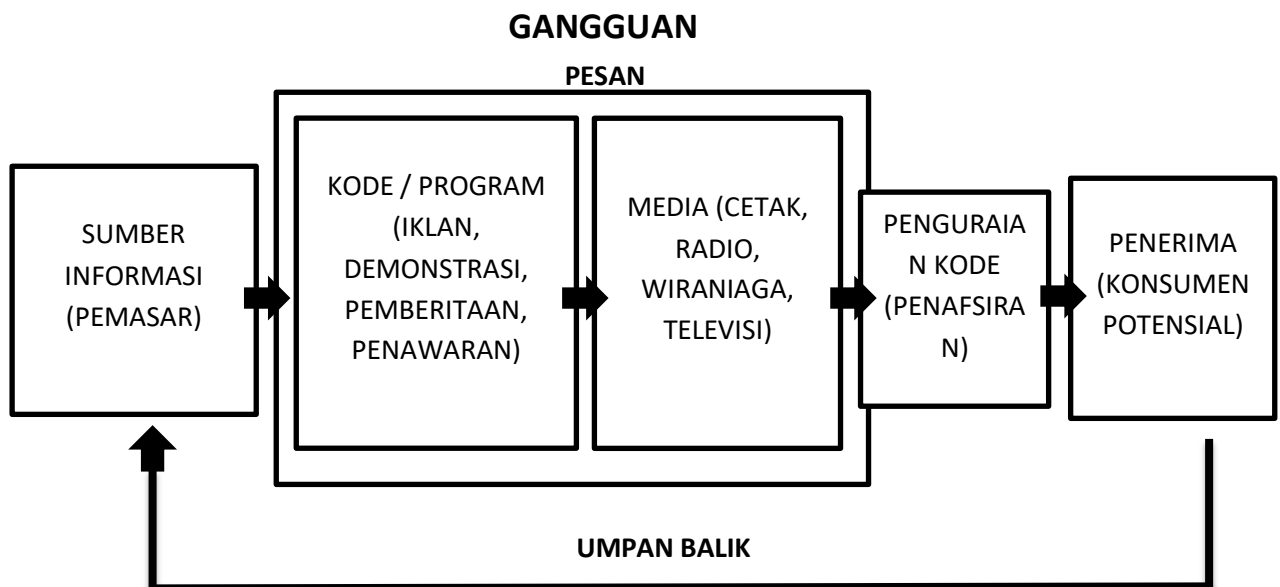 GANGGUAN
PESAN
SUMBER
INFORMASI
(PEMASAR)
KODE / PROGRAM
(IKLAN,
DEMONSTRASI,
PEMBERITAAN,
PENAWARAN)
MEDIA (CETAK,
RADIO,
WIRANIAGA,
TELEVISI)
PENGURAIA
N KODE
(PENAFSIRA
N)
PENERIMA
(KONSUMEN
POTENSIAL)
UMPAN BALIK